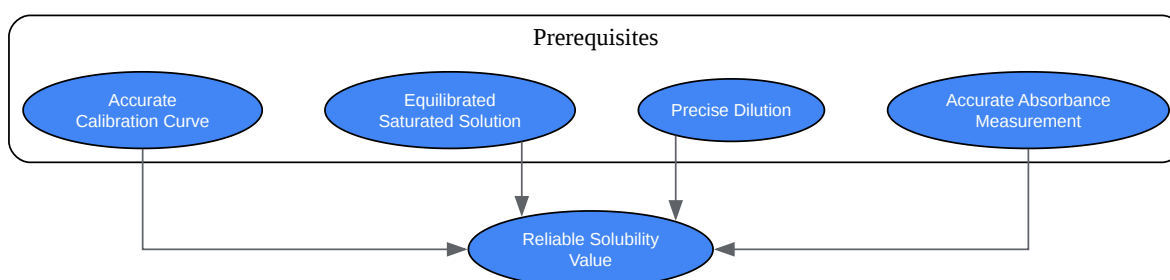 Prerequisites
Accurate
Calibration Curve
Equilibrated
Saturated Solution
Precise Dilution
Accurate Absorbance
Measurement
Reliable Solubility
Value